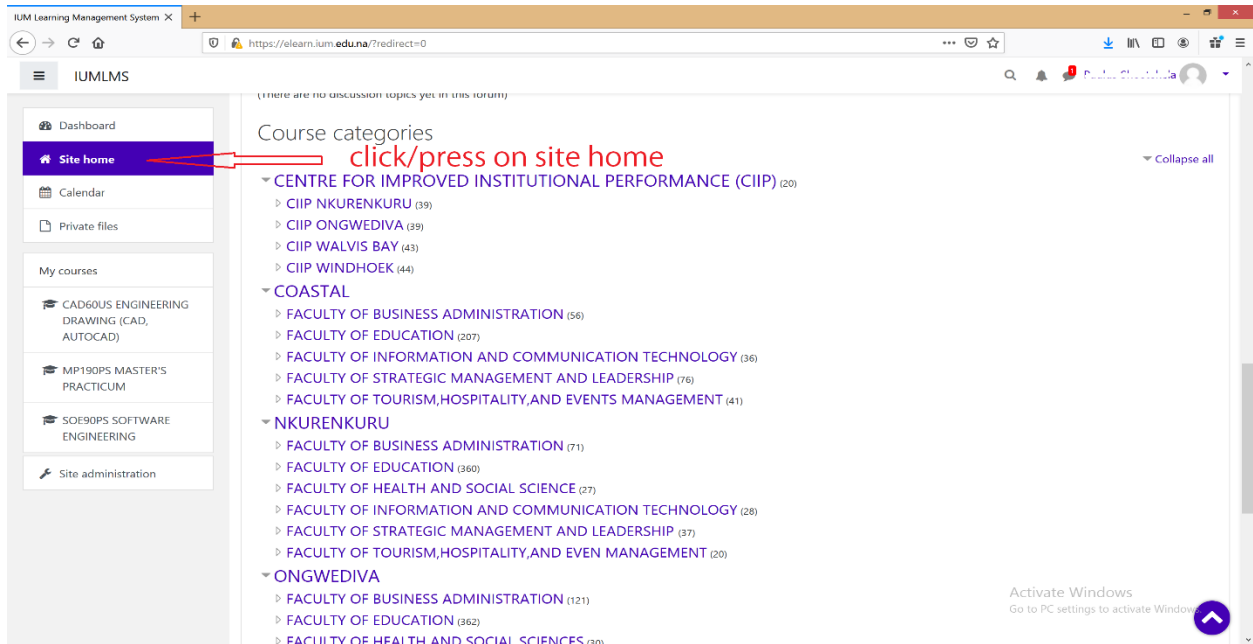 IUM Learning Management System
https://elearn.ium.edu.na/?redirect=0
IUMLMS
1
(There are no discussion topics yet in this forum)
Dashboard
Site home
Calendar
Private files
My courses
CAD60US ENGINEERING
DRAWING (CAD,
AUTOCAD)
MP190PS MASTER'S
PRACTICUM
SOE90PS SOFTWARE
ENGINEERING
Site administration
Course categories
click/press on site home
Collapse all
CENTRE FOR IMPROVED INSTITUTIONAL PERFORMANCE (CIIP) (20)
CIIP NKURENKURU (39)
CIIP ONGWEDIVA (39)
CIIP WALVIS BAY (43)
CIIP WINDHOEK (44)
COASTAL
FACULTY OF BUSINESS ADMINISTRATION (56)
FACULTY OF EDUCATION (207)
FACULTY OF INFORMATION AND COMMUNICATION TECHNOLOGY (36)
FACULTY OF STRATEGIC MANAGEMENT AND LEADERSHIP (76)
FACULTY OF TOURISM,HOSPITALITY,AND EVENTS MANAGEMENT (41)
NKURENKURU
FACULTY OF BUSINESS ADMINISTRATION (71)
FACULTY OF EDUCATION (360)
FACULTY OF HEALTH AND SOCIAL SCIENCE (27)
FACULTY OF INFORMATION AND COMMUNICATION TECHNOLOGY (28)
FACULTY OF STRATEGIC MANAGEMENT AND LEADERSHIP (37)
FACULTY OF TOURISM,HOSPITALITY,AND EVEN MANAGEMENT (20)
ONGWEDIVA
FACULTY OF BUSINESS ADMINISTRATION (121)
FACULTY OF EDUCATION (362)
FACULTY OF HEALTH AND SOCIAL SCIENCES (30)
Activate Windows
Go to PC settings to activate Windows.